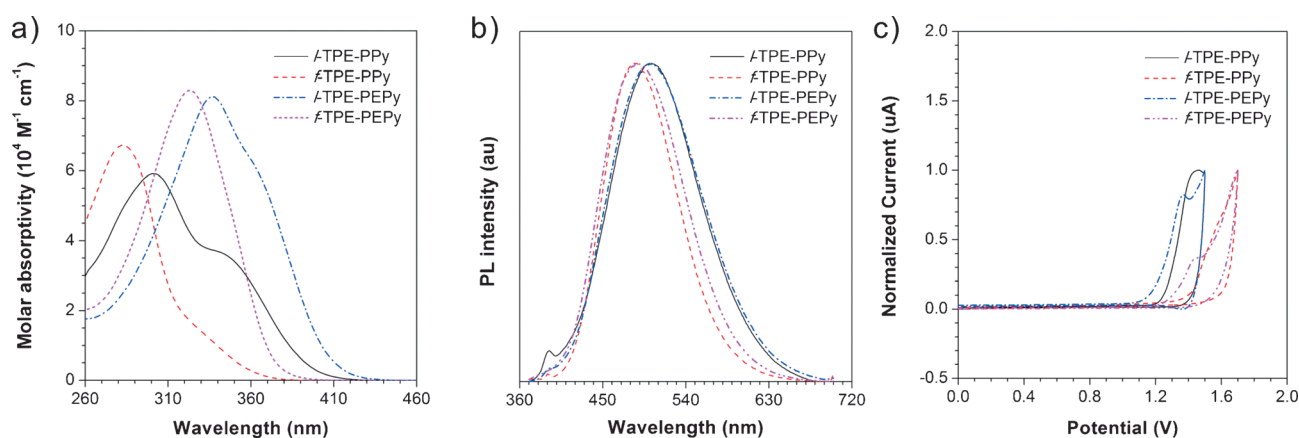 a)
10
8
6
4
2
0
Molar absorptivity (10⁴ M⁻¹ cm⁻¹)
l-TPE-PPy
f-TPE-PPy
l-TPE-PEPy
f-TPE-PEPy
260 310 360 410 460
Wavelength (nm)
b)
PL intensity (au)
l-TPE-PPy
f-TPE-PPy
l-TPE-PEPy
f-TPE-PEPy
360 450 540 630 720
Wavelength (nm)
c)
2.0
1.5
1.0
0.5
0.0
-0.5
Normalized Current (uA)
l-TPE-PPy
f-TPE-PPy
l-TPE-PEPy
f-TPE-PEPy
0.0 0.4 0.8 1.2 1.6 2.0
Potential (V)